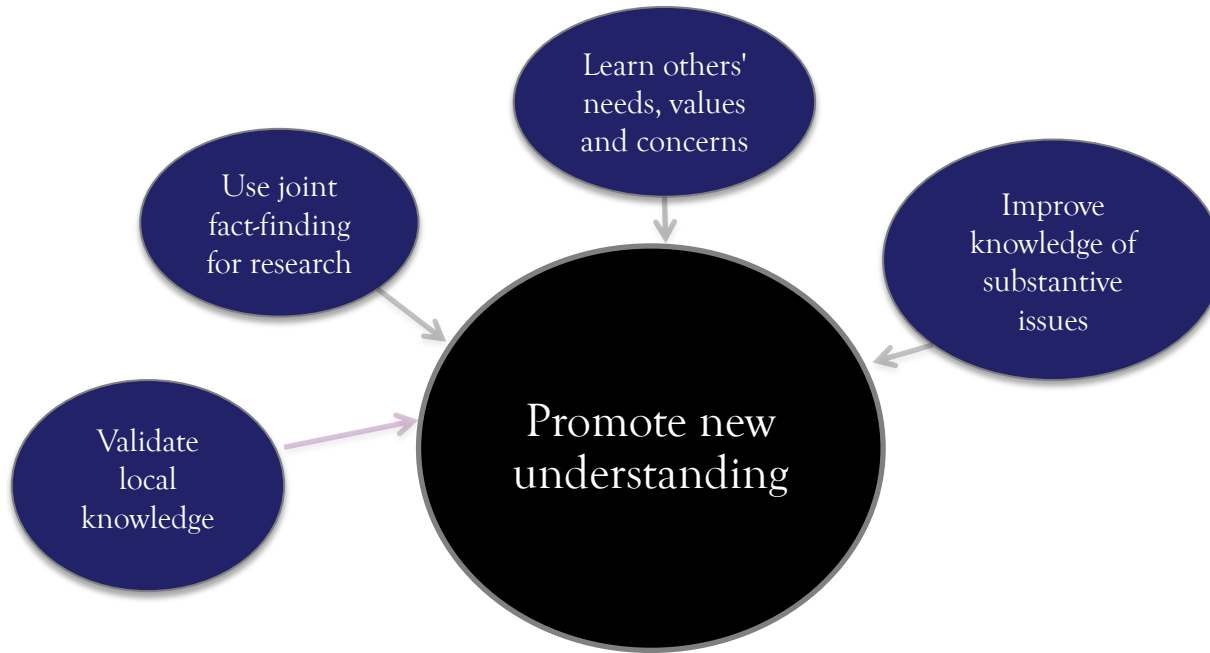 Learn others'
needs, values
and concerns
Use joint
fact-finding
for research
Improve
knowledge of
substantive
issues
Validate
local
knowledge
Promote new
understanding